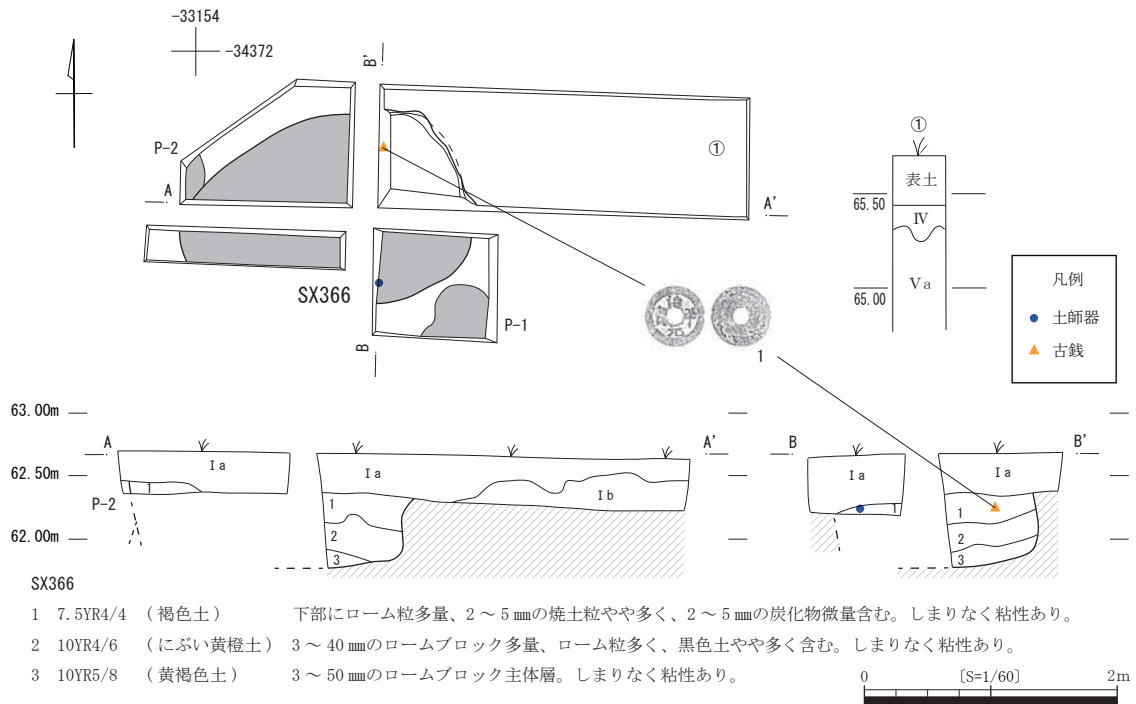 -33154
-34372
B'
P-2
①
A
A'
SX366
P-1
B
1
①
表土
65.50
Ⅳ
Ⅴa
65.00
凡例
土師器
古銭
63.00m
A
A'
B
B'
Ⅰa
Ⅰa
Ⅰa
Ⅰa
62.50m
1
Ⅰb
P-2
1
1
1
2
2
62.00m
3
3
SX366
1 7.5YR4/4 （褐色土） 下部にローム粒多量、2～5㎜の焼土粒やや多く、2～5㎜の炭化物微量含む。しまりなく粘性あり。
2 10YR4/6 （にぶい黄橙土） 3～40㎜のロームブロック多量、ローム粒多く、黒色土やや多く含む。しまりなく粘性あり。
3 10YR5/8 （黄褐色土） 3～50㎜のロームブロック主体層。しまりなく粘性あり。
0 [S=1/60] 2m